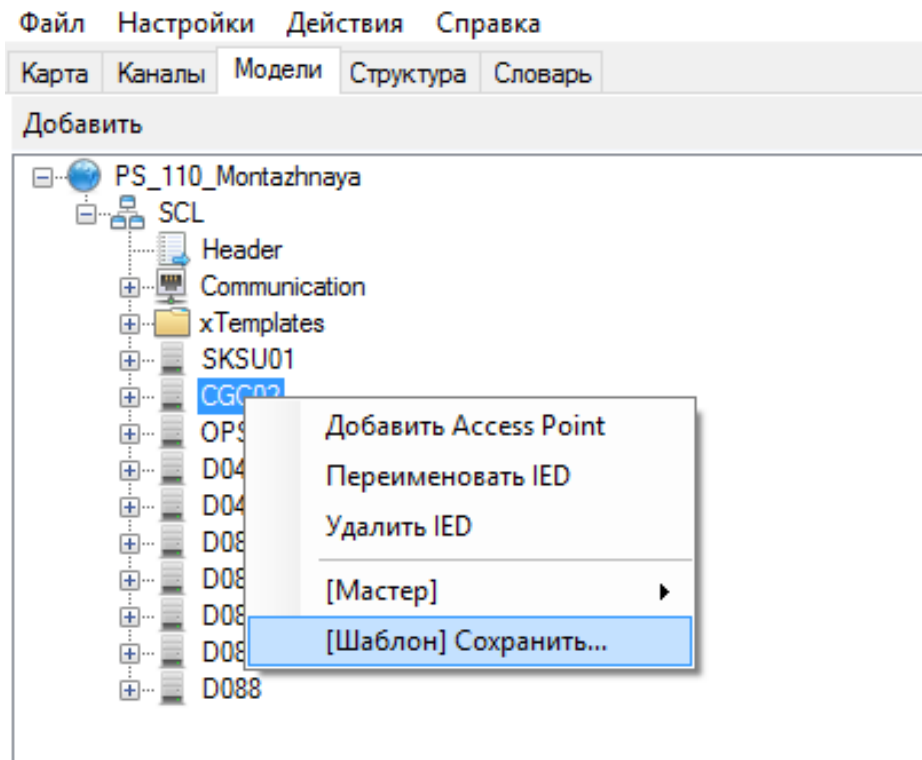 Файл Настройки Действия Справка
Карта Каналы Модели Структура Словарь
Добавить
PS_110_Montazhnaya
SCL
Header
Communication
xTemplates
SKSU01
CGC02
Добавить Access Point
Переименовать IED
Удалить IED
[Мастер]
[Шаблон] Сохранить...
D088